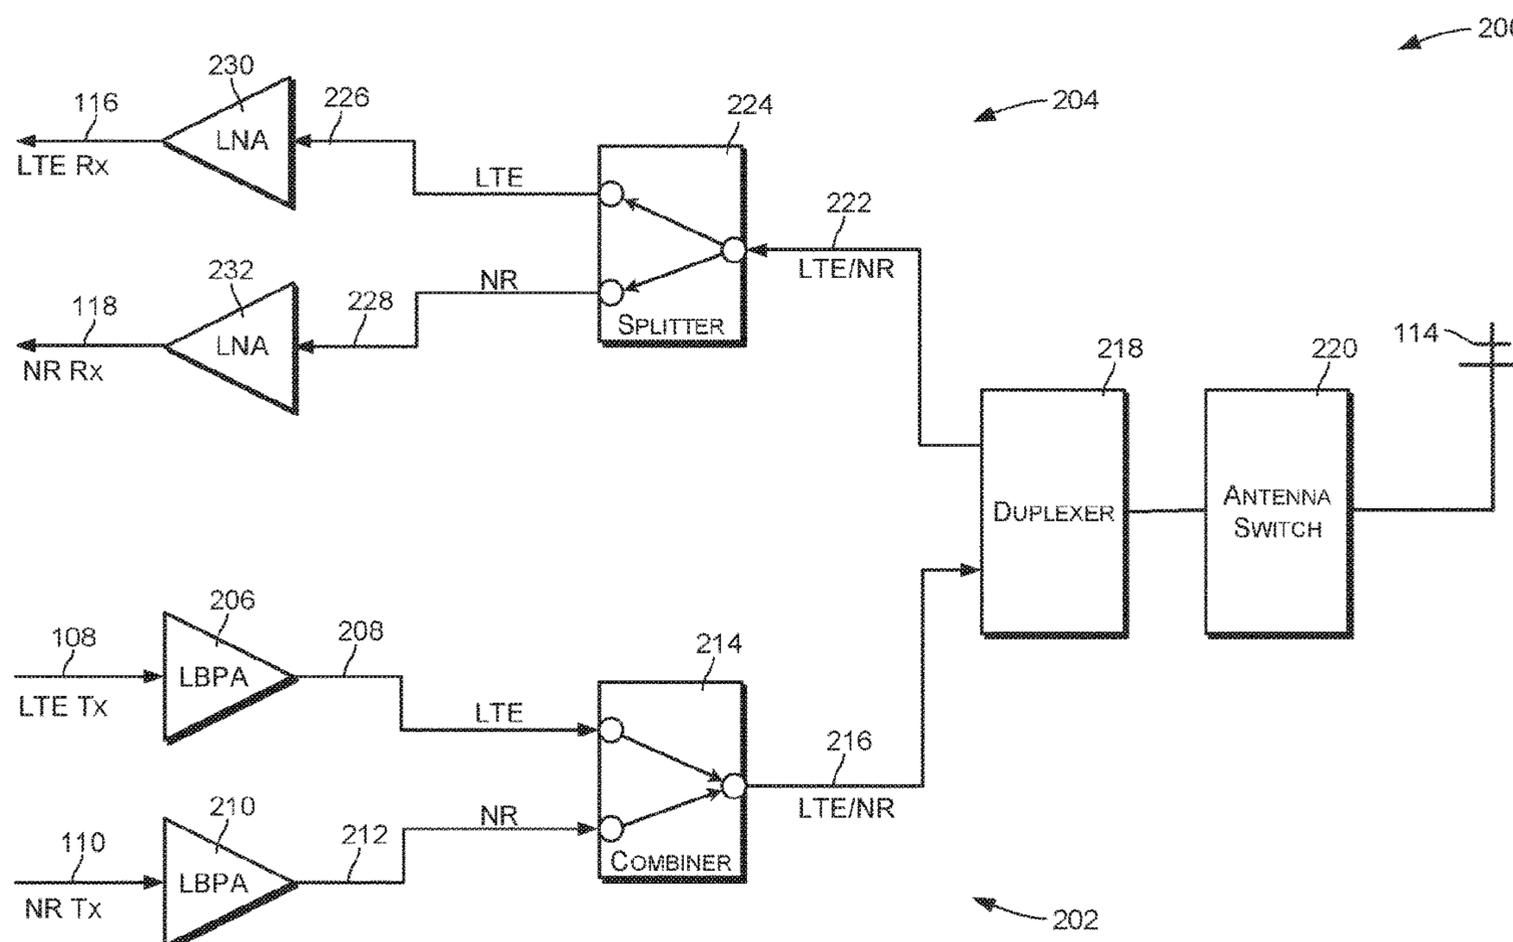 200
204
230
116
226
LNA
LTE Rx
224
LTE
222
LTE/NR
232
NR
118
228
LNA
NR Rx
SPLITTER
114
218
220
DUPLEXER
ANTENNA
SWITCH
206
108
208
LBPA
LTE Tx
214
LTE
216
LTE/NR
210
NR
110
212
LBPA
COMBINER
NR Tx
202